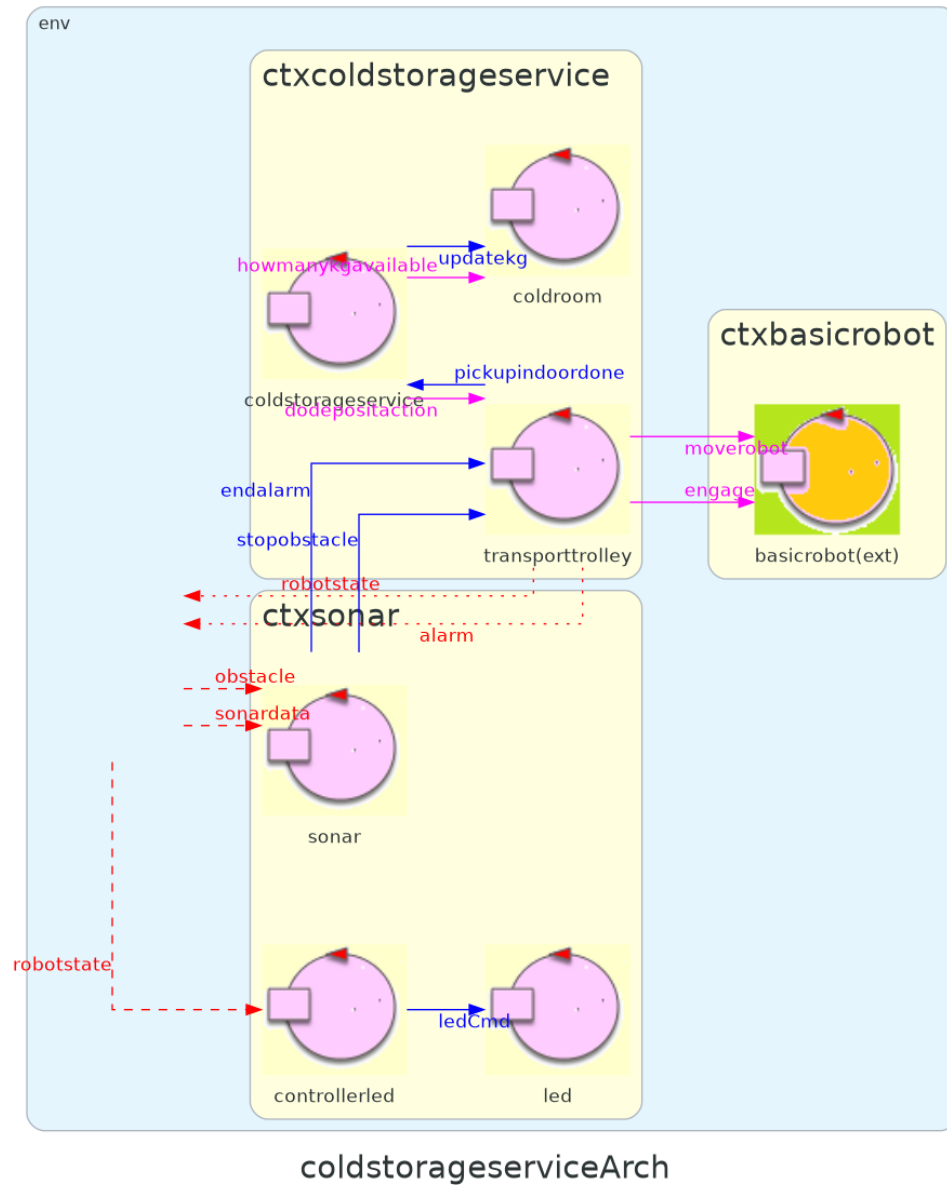 env
ctxcoldstorageservice
updatekg
howmanykgavailable
coldroom
ctxbasicrobot
pickupindoordone
coldstorageservice
dodepositaction
moverobot
endalarm
engage
stopobstacle
transporttrolley
basicrobot(ext)
robotstate
ctxsonar
alarm
obstacle
sonardata
sonar
robotstate
ledCmd
controllerled
led
coldstorageserviceArch